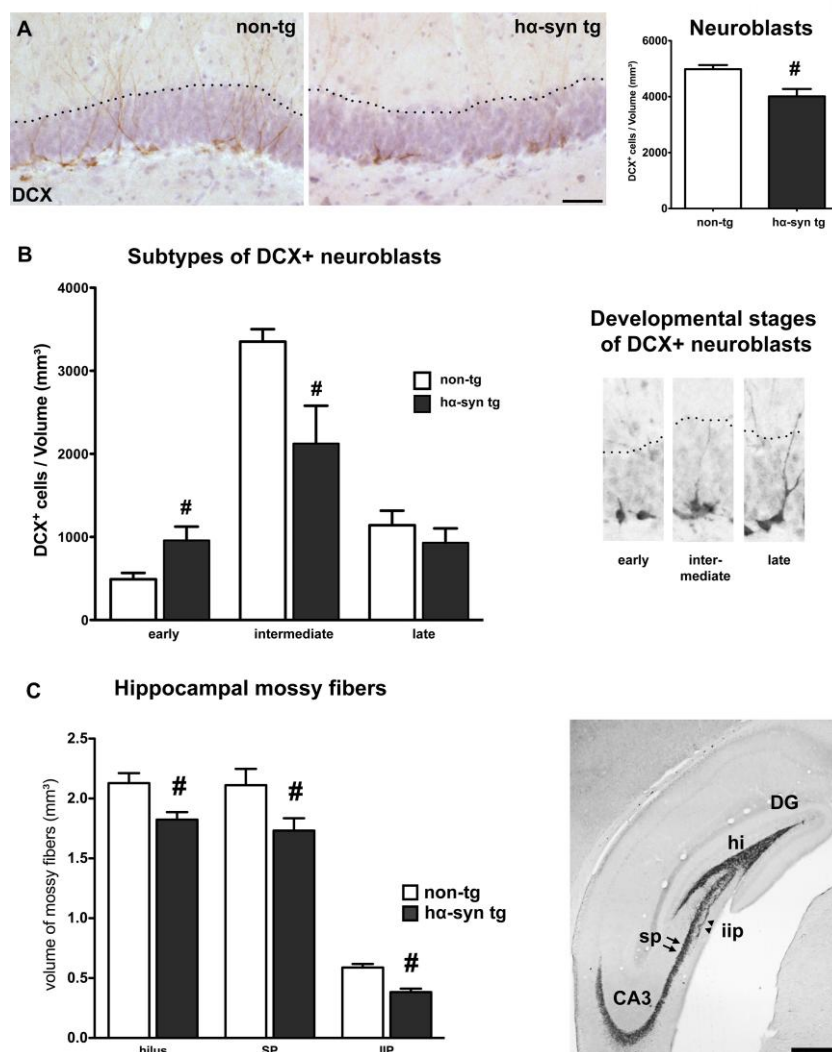 A
non-tg
hα-syn tg
DCX
Neuroblasts
6000
4000
2000
0
DCX⁺ cells / Volume (mm³)
#
non-tg
hα-syn tg
B
Subtypes of DCX+ neuroblasts
4000
3000
2000
1000
0
DCX⁺ cells / Volume (mm³)
#
#
non-tg
hα-syn tg
early
intermediate
late
Developmental stages
of DCX+ neuroblasts
early
inter-
mediate
late
C
Hippocampal mossy fibers
2.5
2.0
1.5
1.0
0.5
0.0
volume of mossy fibers (mm³)
#
#
#
non-tg
hα-syn tg
hilus
SP
IIP
DG
hi
sp
iip
CA3